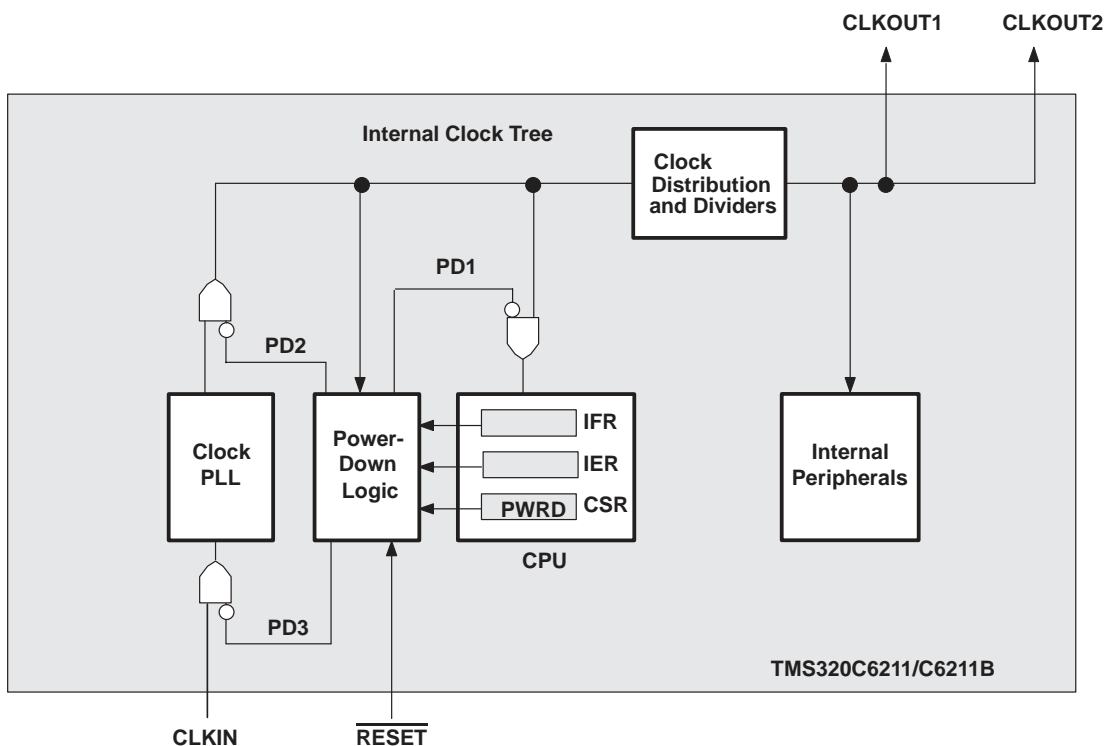 CLKOUT1 CLKOUT2
Internal Clock Tree
Clock
Distribution
and Dividers
PD1
PD2
Clock
PLL
Power-
Down
Logic
IFR
IER
PWRD CSR
CPU
Internal
Peripherals
PD3
TMS320C6211/C6211B
CLKIN RESET